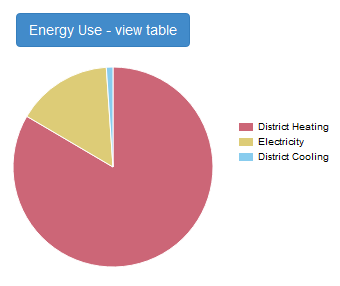 Energy Use - view table
District Heating
Electricity
District Cooling